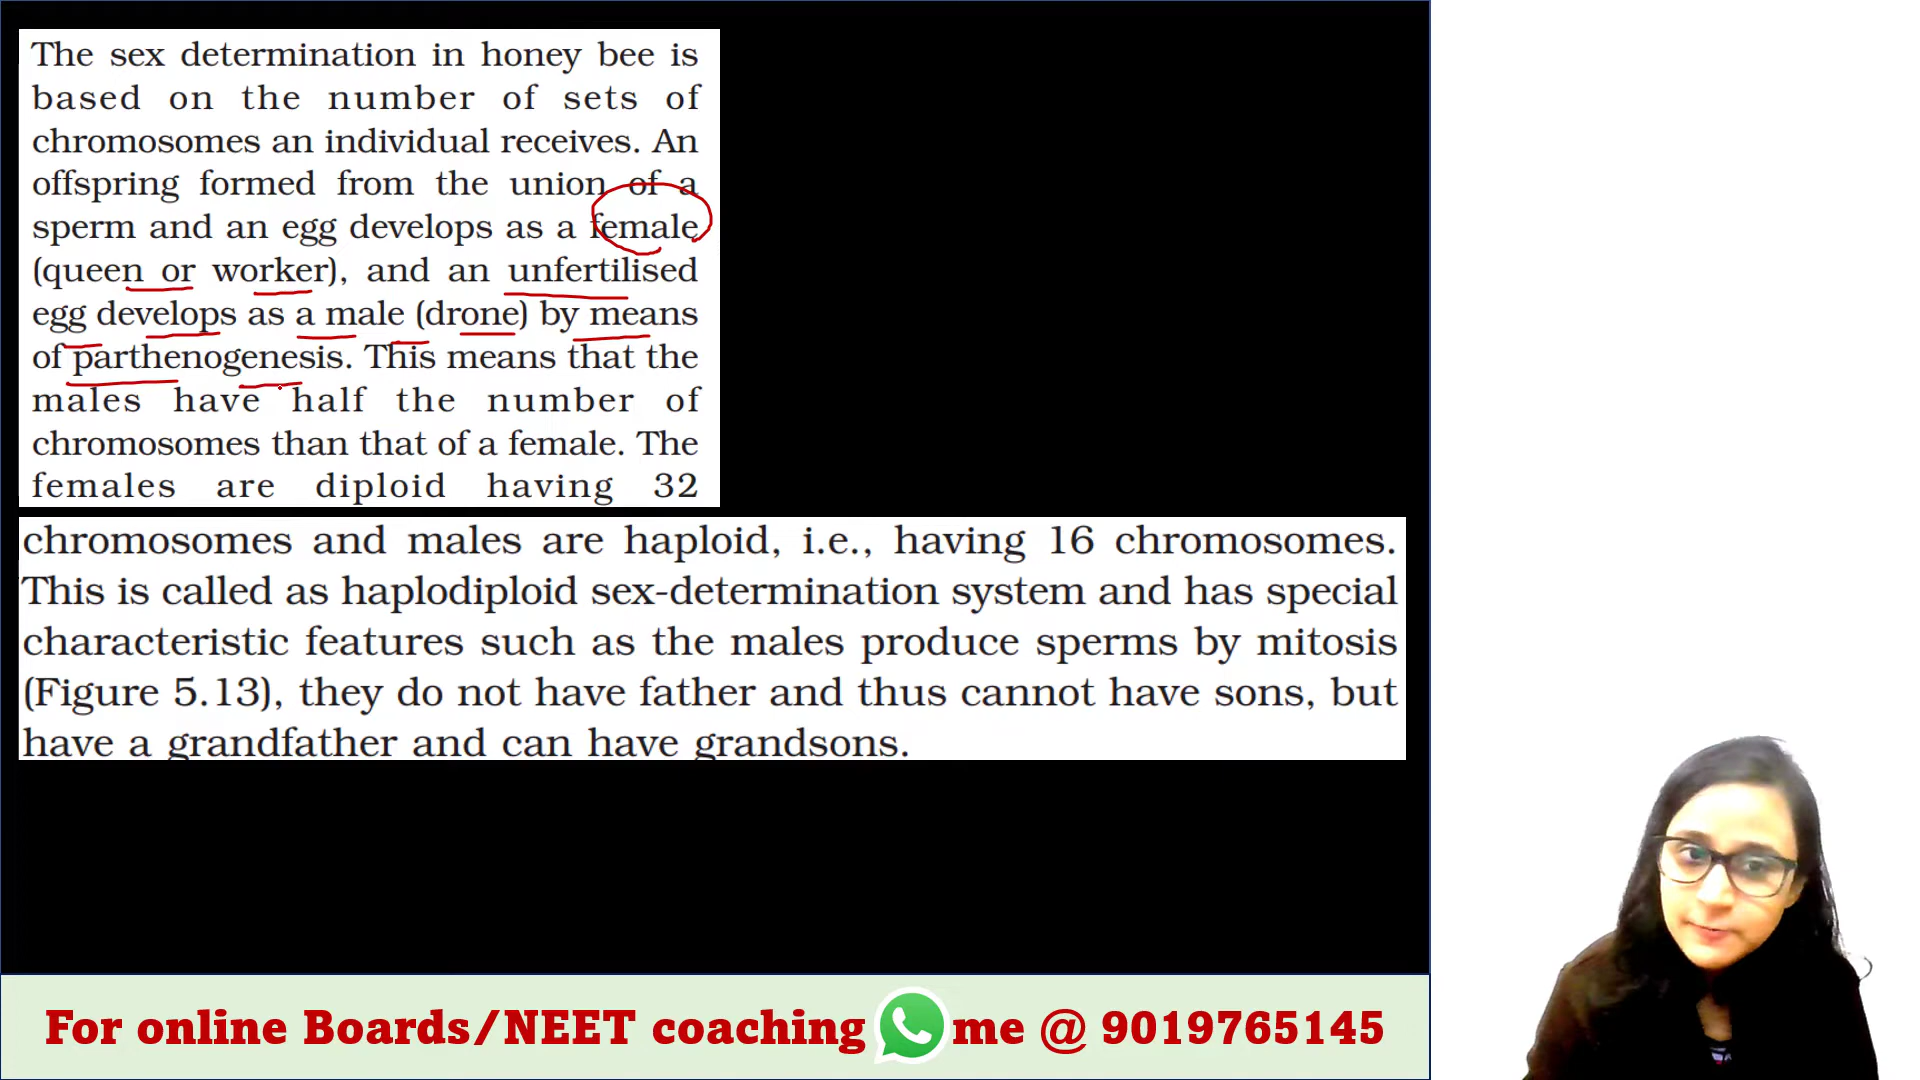 The sex determination in honey bee is
based on the number of sets of
chromosomes an individual receives. An
offspring formed from the union of a
sperm and an egg develops as a female
(queen or worker), and an unfertilised
egg develops as a male (drone) by means
of parthenogenesis. This means that the
males have half the number of
chromosomes than that of a female. The
females are diploid having 32
chromosomes and males are haploid, i.e., having 16 chromosomes.
This is called as haplodiploid sex-determination system and has special
characteristic features such as the males produce sperms by mitosis
(Figure 5.13), they do not have father and thus cannot have sons, but
have a grandfather and can have grandsons.
For online Boards/NEET coaching me @ 9019765145